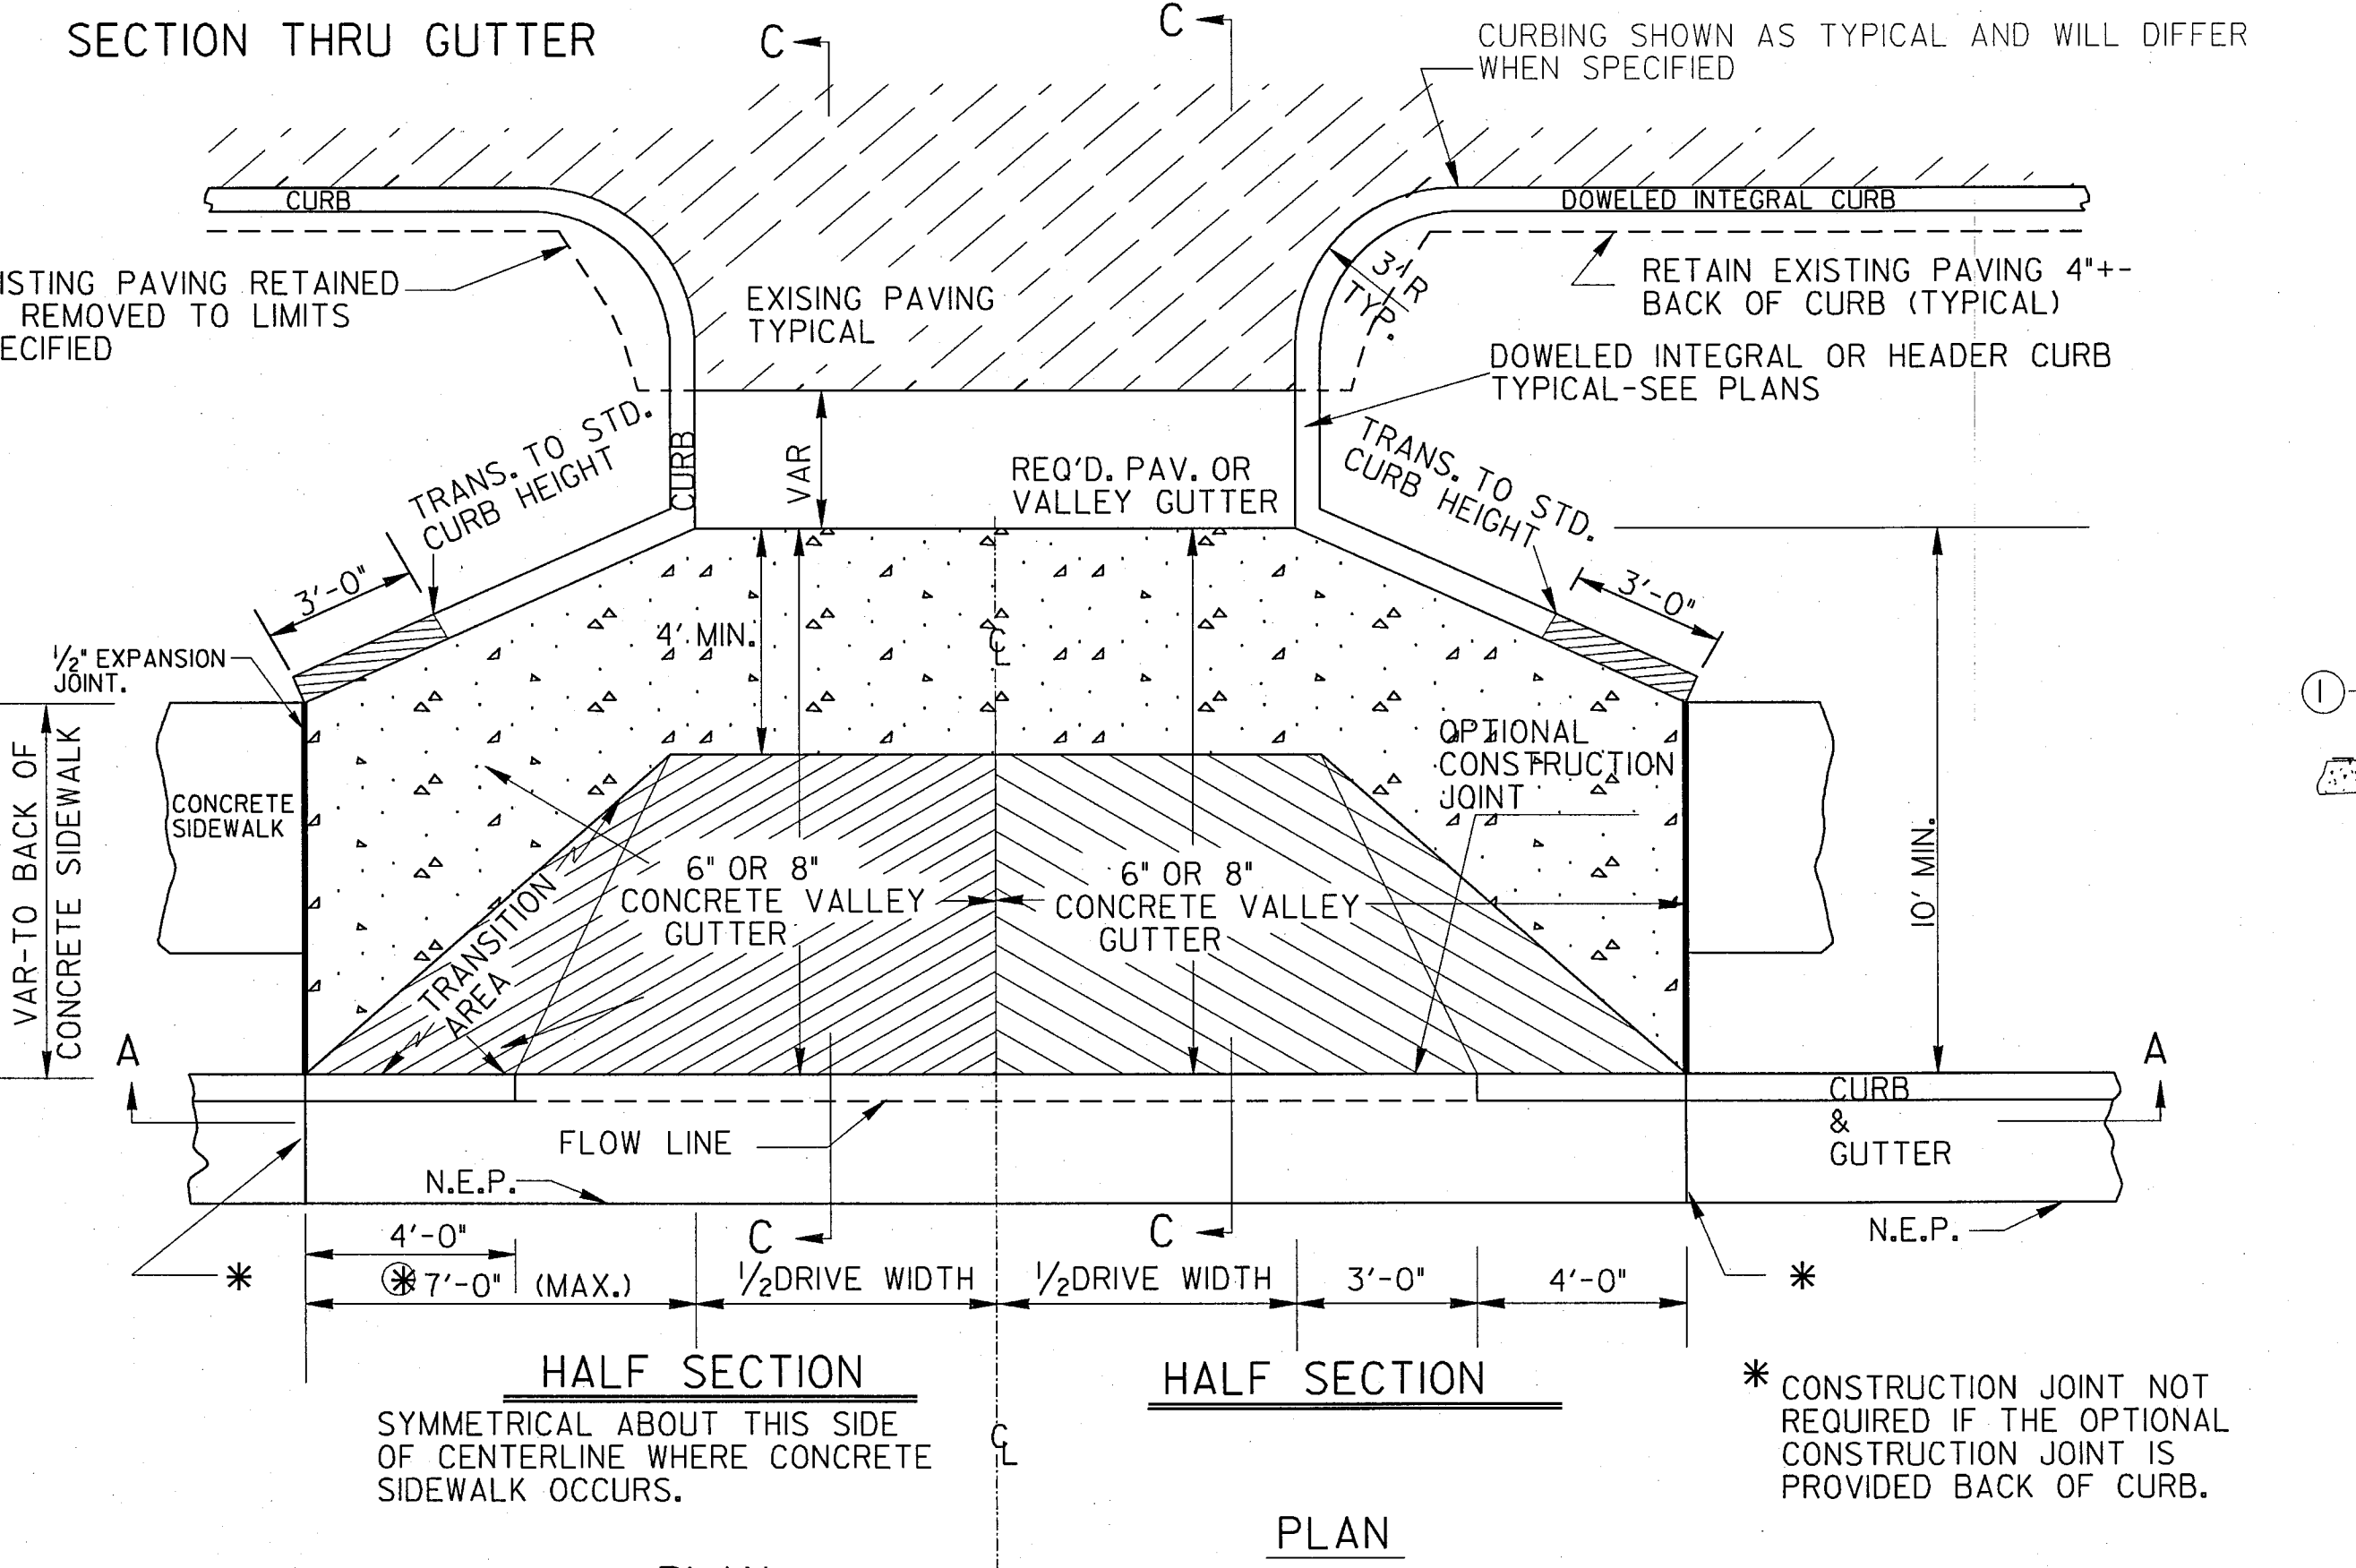 SECTION THRU GUTTER
C
C
CURBING SHOWN AS TYPICAL AND WILL DIFFER
WHEN SPECIFIED
CURB
DOWELED INTEGRAL CURB
ISTING PAVING RETAINED
REMOVED TO LIMITS
ECIFIED
EXISING PAVING
TYPICAL
3'R
TYP.
RETAIN EXISTING PAVING 4"+-
BACK OF CURB (TYPICAL)
DOWELED INTEGRAL OR HEADER CURB
TYPICAL-SEE PLANS
TRANS. TO STD.
CURB HEIGHT
CURB
VAR
REQ'D. PAV. OR
VALLEY GUTTER
TRANS. TO STD.
CURB HEIGHT
3'-0"
3'-0"
4' MIN.
℄
1/2" EXPANSION
JOINT.
1
OPTIONAL
CONSTRUCTION
JOINT
CONCRETE
SIDEWALK
VAR-TO BACK OF
CONCRETE SIDEWALK
10' MIN.
6" OR 8"
CONCRETE VALLEY
GUTTER
6" OR 8"
CONCRETE VALLEY
GUTTER
TRANSITION
AREA
A
A
CURB
&
GUTTER
FLOW LINE
N.E.P.
N.E.P.
4'-0"
C
C
*
*
⊛ 7'-0" (MAX.)
1/2 DRIVE WIDTH
1/2 DRIVE WIDTH
3'-0"
4'-0"
HALF SECTION
SYMMETRICAL ABOUT THIS SIDE
OF CENTERLINE WHERE CONCRETE
SIDEWALK OCCURS.
HALF SECTION
℄
* CONSTRUCTION JOINT NOT
REQUIRED IF THE OPTIONAL
CONSTRUCTION JOINT IS
PROVIDED BACK OF CURB.
PLAN